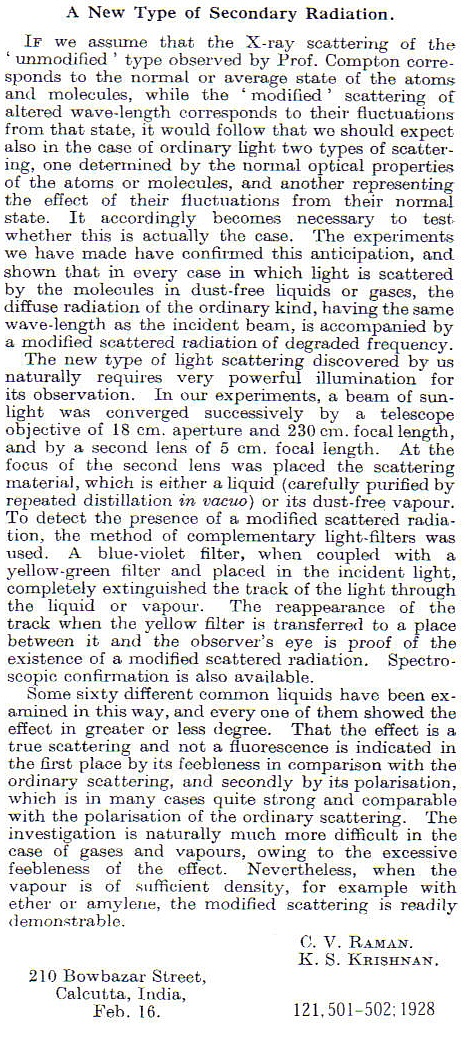 A New Type of Secondary Radiation.
IF we assume that the X-ray scattering of the
‘unmodified’ type observed by Prof. Compton corre-
sponds to the normal or average state of the atoms
and molecules, while the ‘modified’ scattering of
altered wave-length corresponds to their fluctuations
from that state, it would follow that we should expect
also in the case of ordinary light two types of scatter-
ing, one determined by the normal optical properties
of the atoms or molecules, and another representing
the effect of their fluctuations from their normal
state. It accordingly becomes necessary to test
whether this is actually the case. The experiments
we have made have confirmed this anticipation, and
shown that in every case in which light is scattered
by the molecules in dust-free liquids or gases, the
diffuse radiation of the ordinary kind, having the same
wave-length as the incident beam, is accompanied by
a modified scattered radiation of degraded frequency.
The new type of light scattering discovered by us
naturally requires very powerful illumination for
its observation. In our experiments, a beam of sun-
light was converged successively by a telescope
objective of 18 cm. aperture and 230 cm. focal length,
and by a second lens of 5 cm. focal length. At the
focus of the second lens was placed the scattering
material, which is either a liquid (carefully purified by
repeated distillation in vacuo) or its dust-free vapour.
To detect the presence of a modified scattered radia-
tion, the method of complementary light-filters was
used. A blue-violet filter, when coupled with a
yellow-green filter and placed in the incident light,
completely extinguished the track of the light through
the liquid or vapour. The reappearance of the
track when the yellow filter is transferred to a place
between it and the observer's eye is proof of the
existence of a modified scattered radiation. Spectro-
scopic confirmation is also available.
Some sixty different common liquids have been ex-
amined in this way, and every one of them showed the
effect in greater or less degree. That the effect is a
true scattering and not a fluorescence is indicated in
the first place by its feebleness in comparison with the
ordinary scattering, and secondly by its polarisation,
which is in many cases quite strong and comparable
with the polarisation of the ordinary scattering. The
investigation is naturally much more difficult in the
case of gases and vapours, owing to the excessive
feebleness of the effect. Nevertheless, when the
vapour is of sufficient density, for example with
ether or amylene, the modified scattering is readily
demonstrable.
C. V. RAMAN.
K. S. KRISHNAN.
210 Bowbazar Street,
Calcutta, India,
Feb. 16.
121, 501-502; 1928